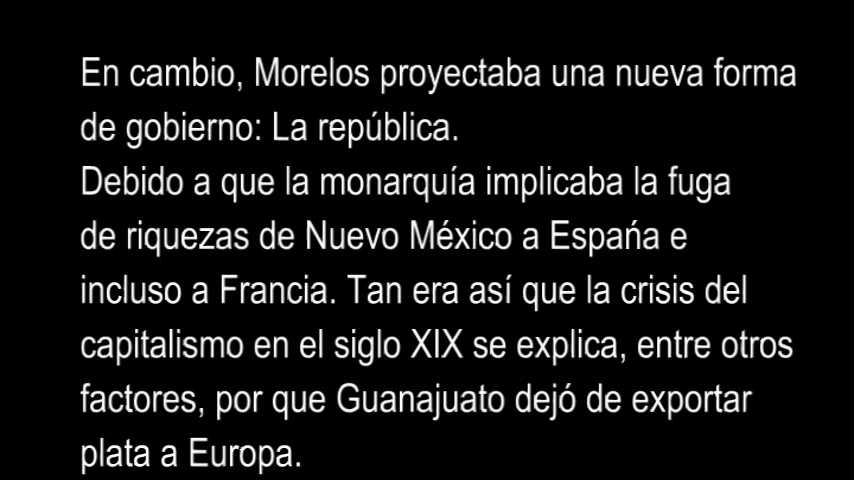 En cambio, Morelos proyectaba una nueva forma
de gobierno: La república.
Debido a que la monarquía implicaba la fuga
de riquezas de Nuevo México a Espańa e
incluso a Francia. Tan era así que la crisis del
capitalismo en el siglo XIX se explica, entre otros
factores, por que Guanajuato dejó de exportar
plata a Europa.